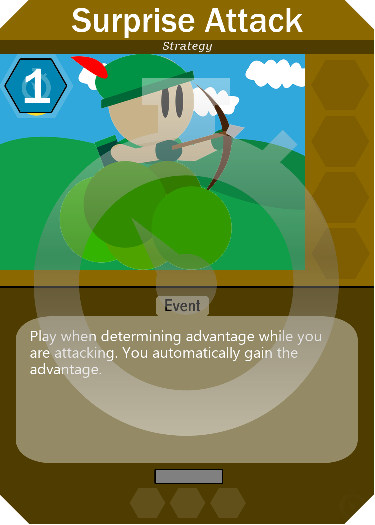 Surprise Attack
Strategy
1
Event
Play when determining advantage while you
are attacking. You automatically gain the
advantage.